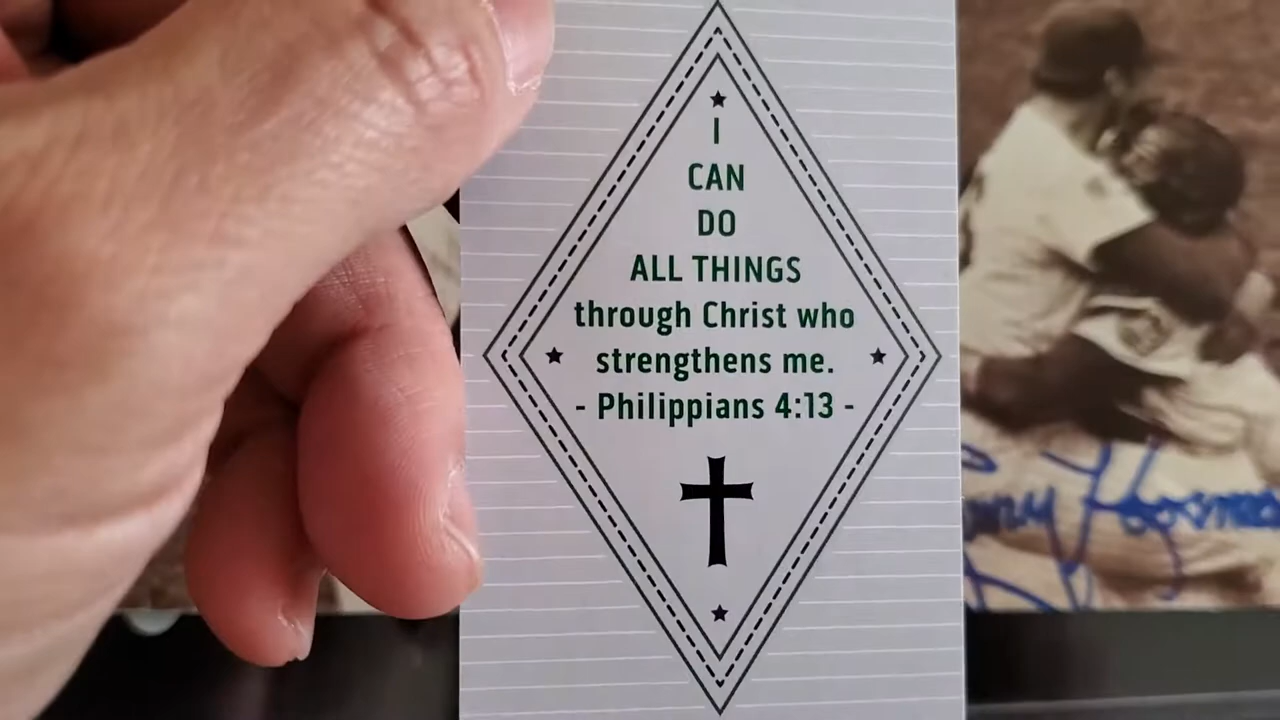 I
CAN
DO
ALL THINGS
through Christ who
strengthens me.
- Philippians 4:13 -